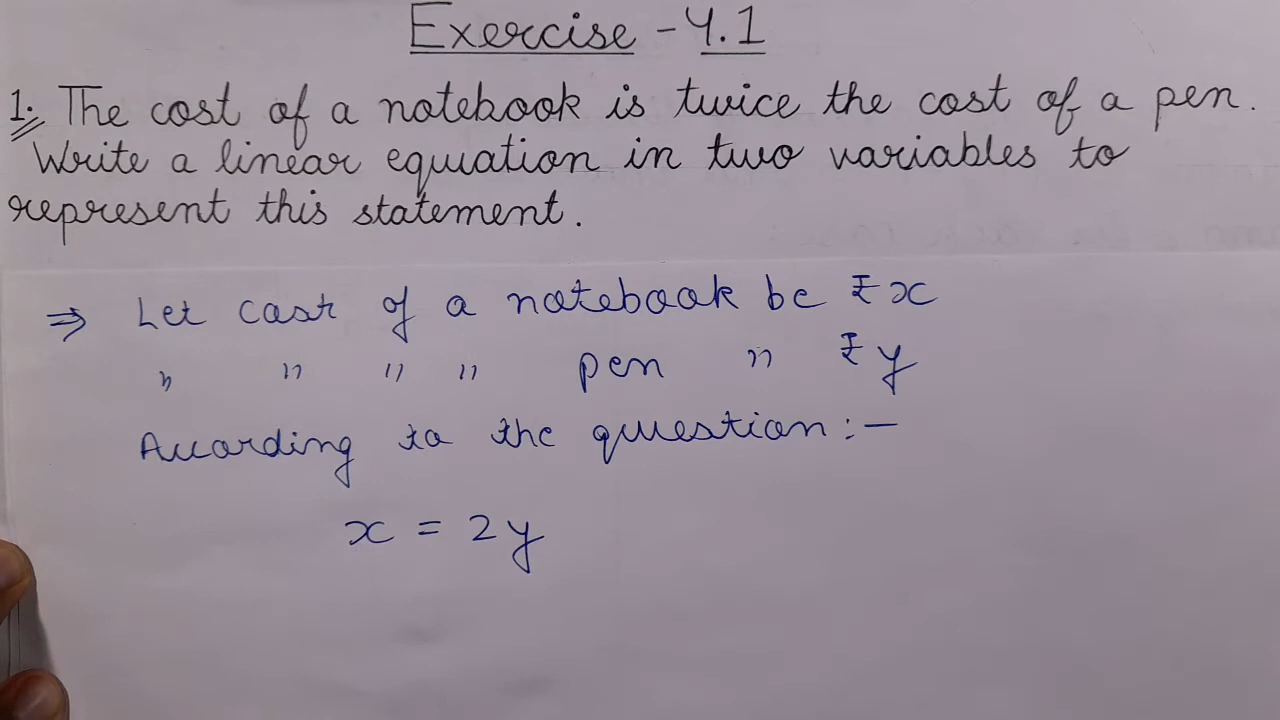 Exercise - 4.1
1. The cost of a notebook is twice the cost of a pen.
Write a linear equation in two variables to
represent this statement.
⇒ Let cost of a notebook be ₹ x
" " " " pen " ₹ y
According to the question :-
x = 2y